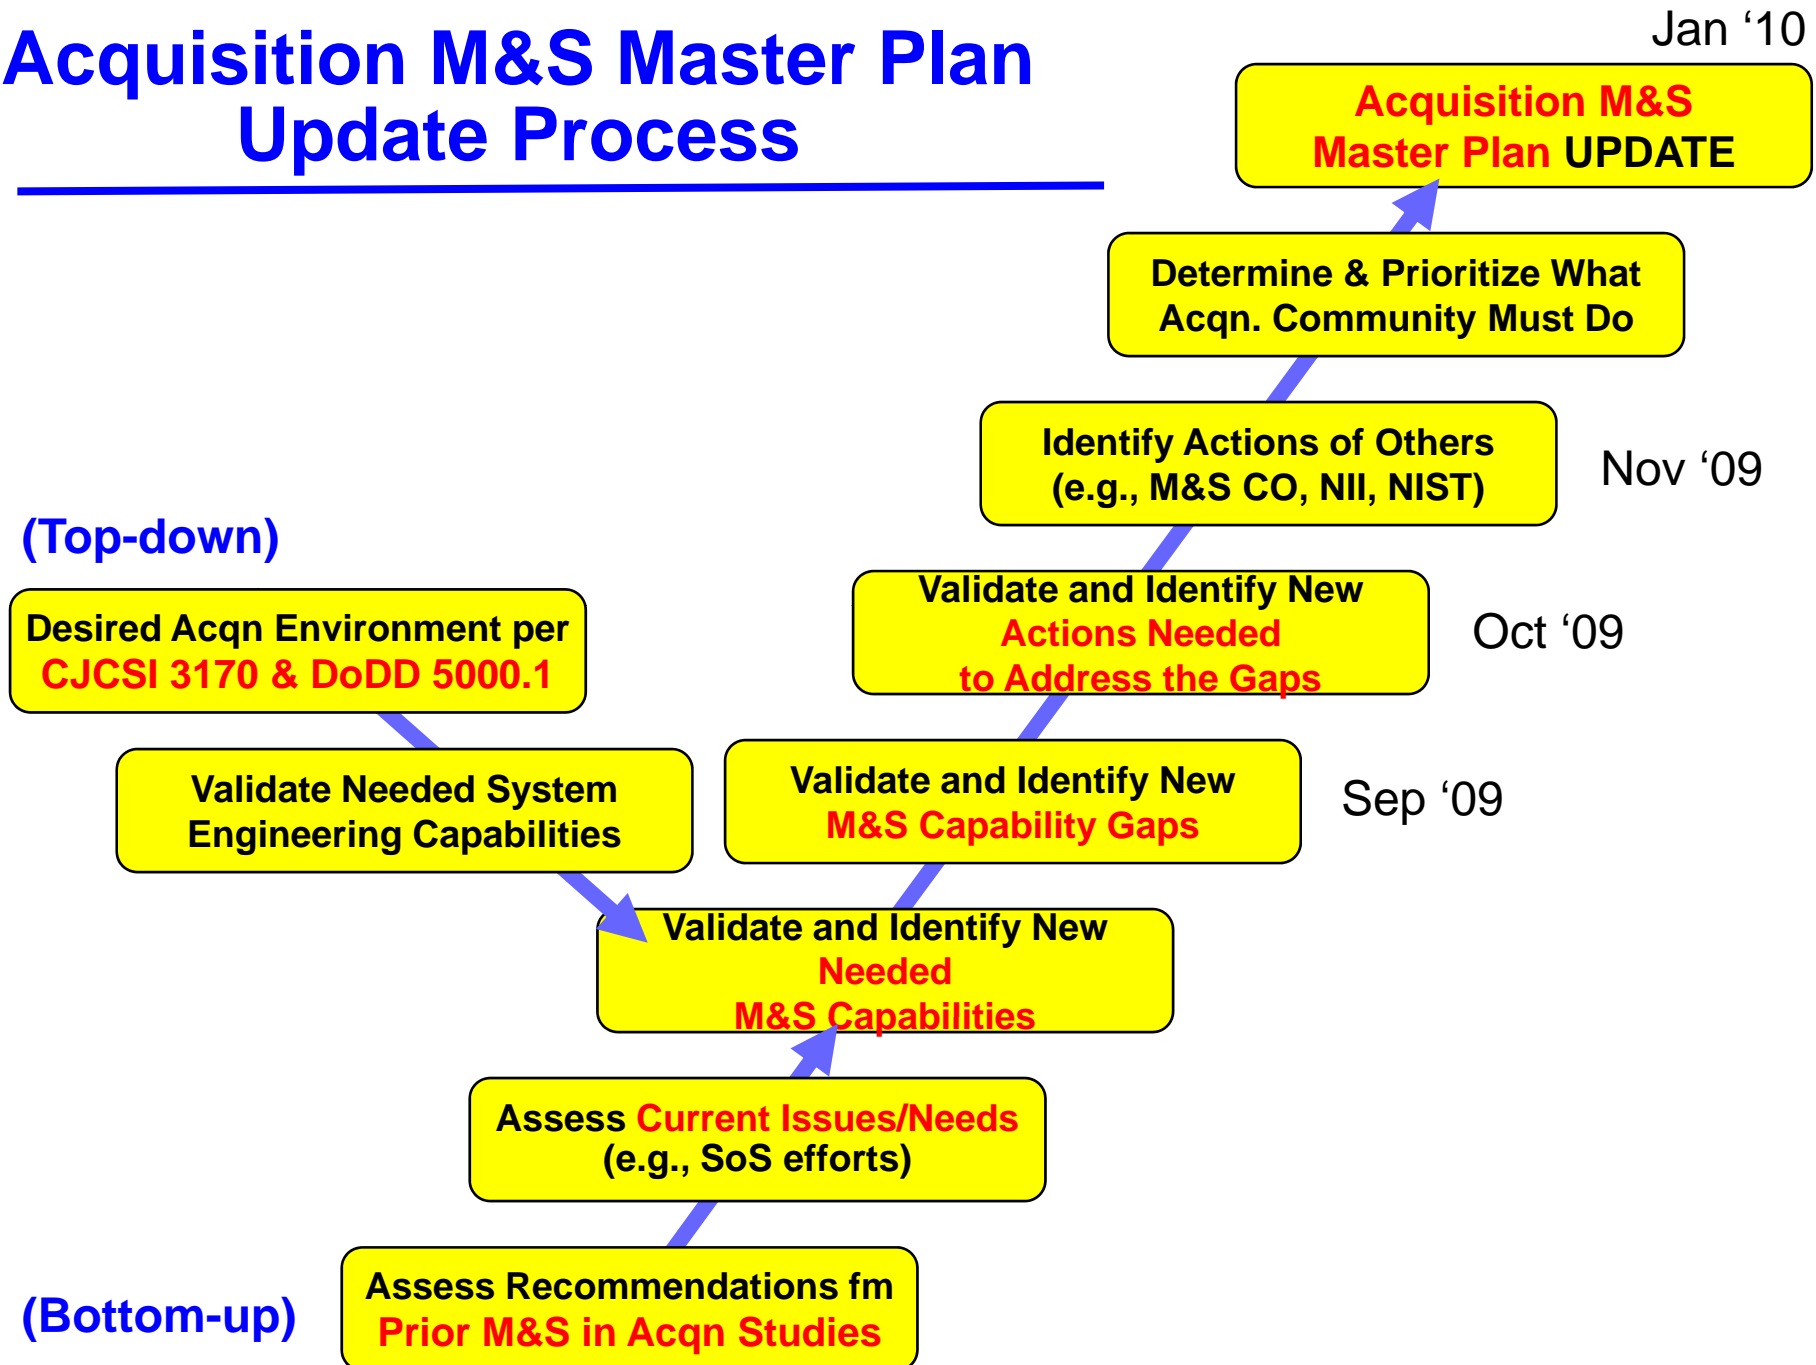 Acquisition M&S Master Plan
Update Process
Jan ‘10
Acquisition M&S
Master Plan UPDATE
Determine & Prioritize What
Acqn. Community Must Do
Identify Actions of Others
(e.g., M&S CO, NII, NIST)
Nov ‘09
(Top-down)
Desired Acqn Environment per
CJCSI 3170 & DoDD 5000.1
Validate and Identify New
Actions Needed
to Address the Gaps
Oct ‘09
Validate Needed System
Engineering Capabilities
Validate and Identify New
M&S Capability Gaps
Sep ‘09
Validate and Identify New
Needed
M&S Capabilities
Assess Current Issues/Needs
(e.g., SoS efforts)
(Bottom-up)
Assess Recommendations fm
Prior M&S in Acqn Studies